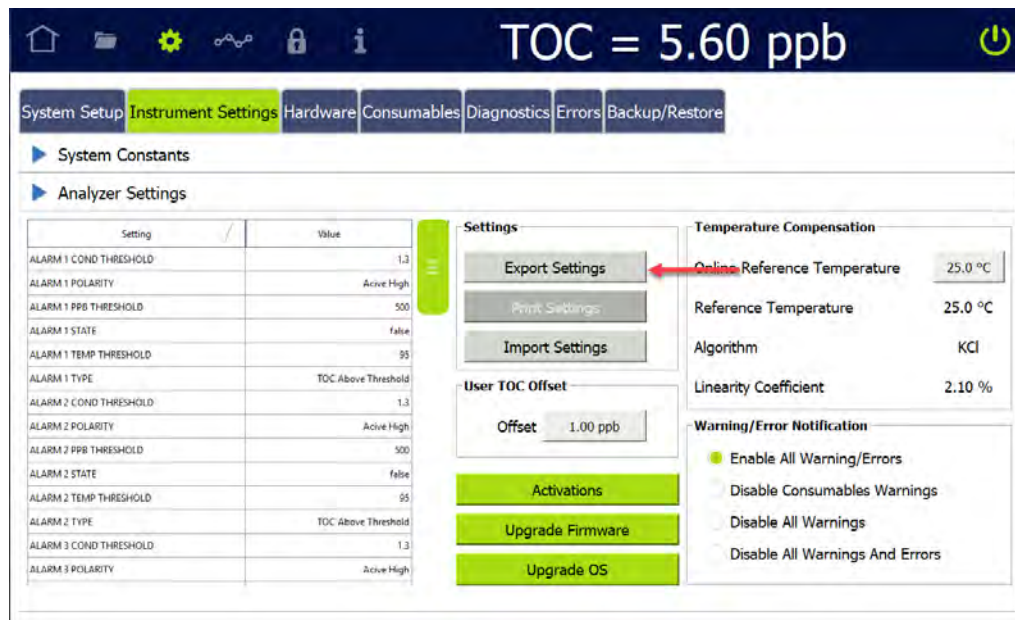 TOC = 5.60 ppb
System Setup Instrument Settings Hardware Consumables Diagnostics Errors Backup/Restore
System Constants
Analyzer Settings
Setting Value
ALARM 1 COND THRESHOLD 1.3
ALARM 1 POLARITY Acive High
ALARM 1 PPB THRESHOLD 500
ALARM 1 STATE false
ALARM 1 TEMP THRESHOLD 95
ALARM 1 TYPE TOC Above Threshold
ALARM 2 COND THRESHOLD 1.3
ALARM 2 POLARITY Acive High
ALARM 2 PPB THRESHOLD 500
ALARM 2 STATE false
ALARM 2 TEMP THRESHOLD 95
ALARM 2 TYPE TOC Above Threshold
ALARM 3 COND THRESHOLD 1.3
ALARM 3 POLARITY Acive High
Settings
Export Settings
Print Settings
Import Settings
User TOC Offset
Offset 1.00 ppb
Activations
Upgrade Firmware
Upgrade OS
Temperature Compensation
Online Reference Temperature 25.0 ºC
Reference Temperature 25.0 ºC
Algorithm KCl
Linearity Coefficient 2.10 %
Warning/Error Notification
Enable All Warning/Errors
Disable Consumables Warnings
Disable All Warnings
Disable All Warnings And Errors